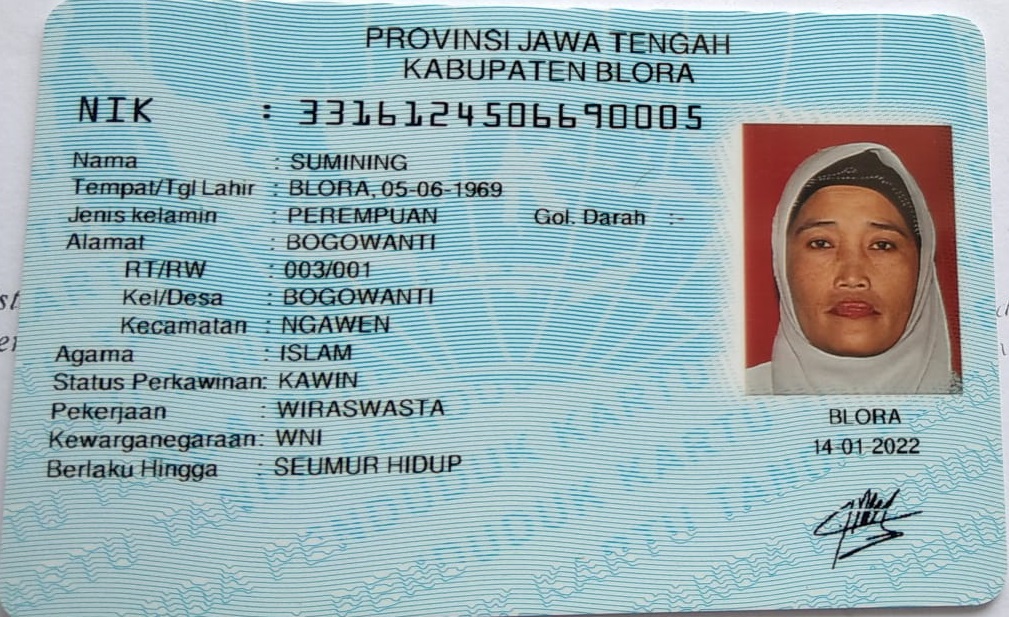 PROVINSI JAWA TENGAH
KABUPATEN BLORA
NIK : 3316124506690005
Nama : SUMINING
Tempat/Tgl Lahir : BLORA, 05-06-1969
Jenis kelamin : PEREMPUAN Gol. Darah :-
Alamat : BOGOWANTI
RT/RW : 003/001
Kel/Desa : BOGOWANTI
Kecamatan : NGAWEN
Agama : ISLAM
Status Perkawinan: KAWIN
Pekerjaan : WIRASWASTA
Kewarganegaraan: WNI
Berlaku Hingga : SEUMUR HIDUP
BLORA
14-01-2022